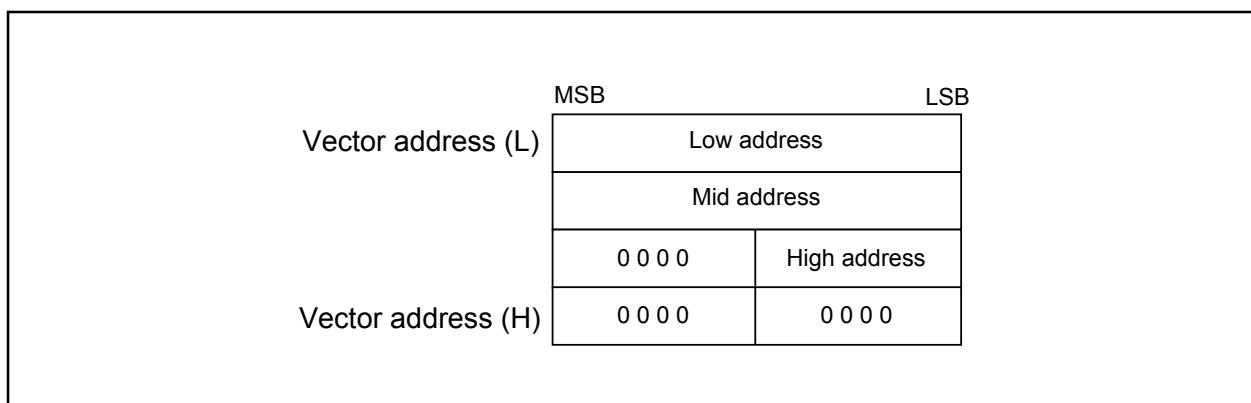 MSB LSB
Vector address (L) Low address
Mid address
0 0 0 0 High address
Vector address (H) 0 0 0 0 0 0 0 0